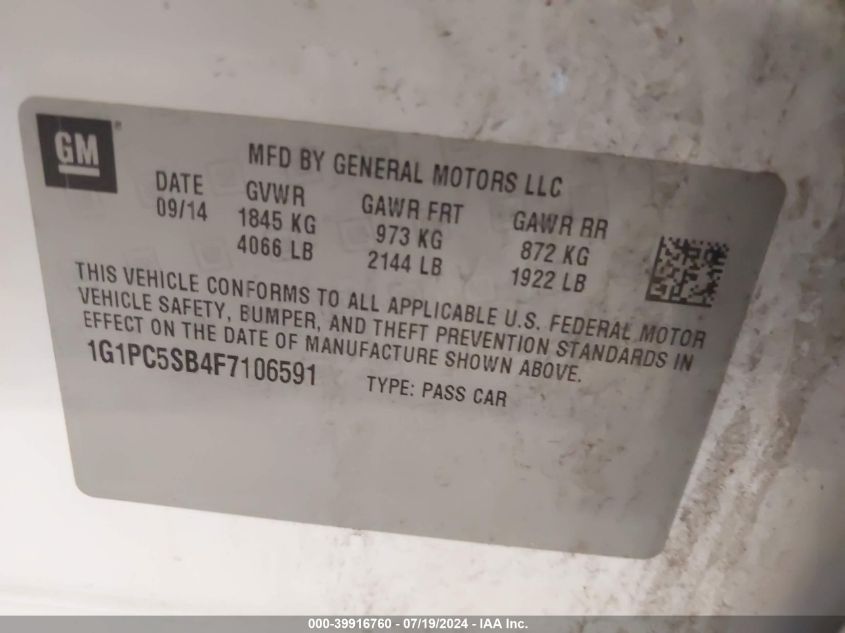 GM®
MFD BY GENERAL MOTORS LLC
DATE GVWR GAWR FRT GAWR RR
09/14 1845 KG 973 KG 872 KG
4066 LB 2144 LB 1922 LB
THIS VEHICLE CONFORMS TO ALL APPLICABLE U.S. FEDERAL MOTOR
VEHICLE SAFETY, BUMPER, AND THEFT PREVENTION STANDARDS IN
EFFECT ON THE DATE OF MANUFACTURE SHOWN ABOVE.
1G1PC5SB4F7106591 TYPE: PASS CAR
000-39916760 - 07/19/2024 - IAA Inc.